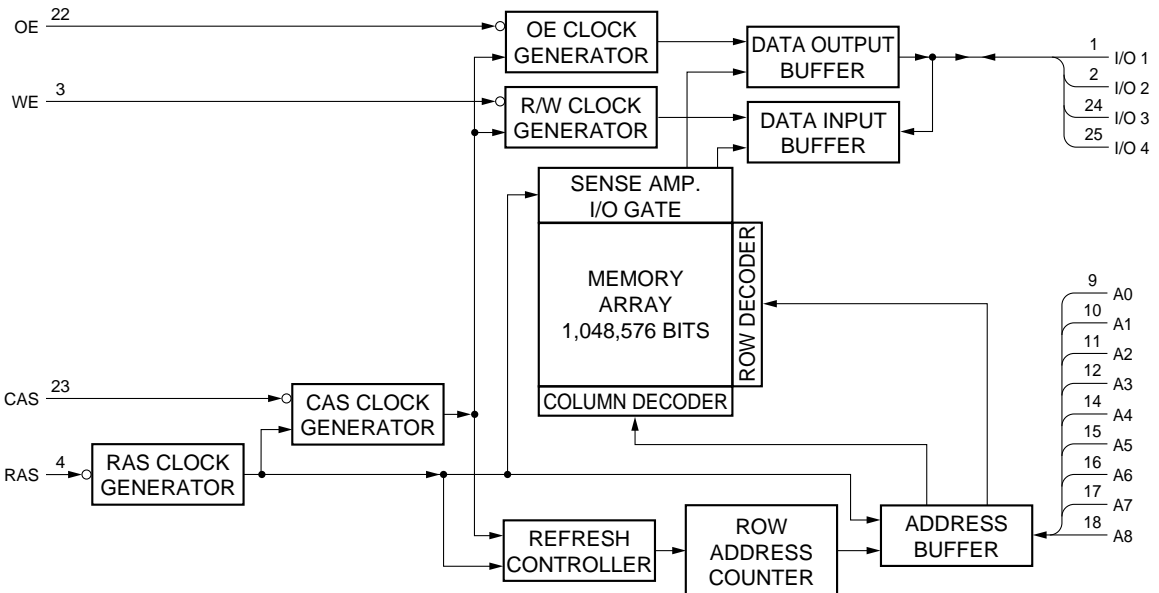 OE 22
OE CLOCK
GENERATOR
DATA OUTPUT
BUFFER
1 I/O 1
2 I/O 2
24 I/O 3
25 I/O 4
WE 3
R/W CLOCK
GENERATOR
DATA INPUT
BUFFER
SENSE AMP.
I/O GATE
MEMORY
ARRAY
1,048,576 BITS
ROW DECODER
COLUMN DECODER
9 A0
10 A1
11 A2
12 A3
14 A4
15 A5
16 A6
17 A7
18 A8
CAS 23
CAS CLOCK
GENERATOR
RAS 4
RAS CLOCK
GENERATOR
REFRESH
CONTROLLER
ROW
ADDRESS
COUNTER
ADDRESS
BUFFER